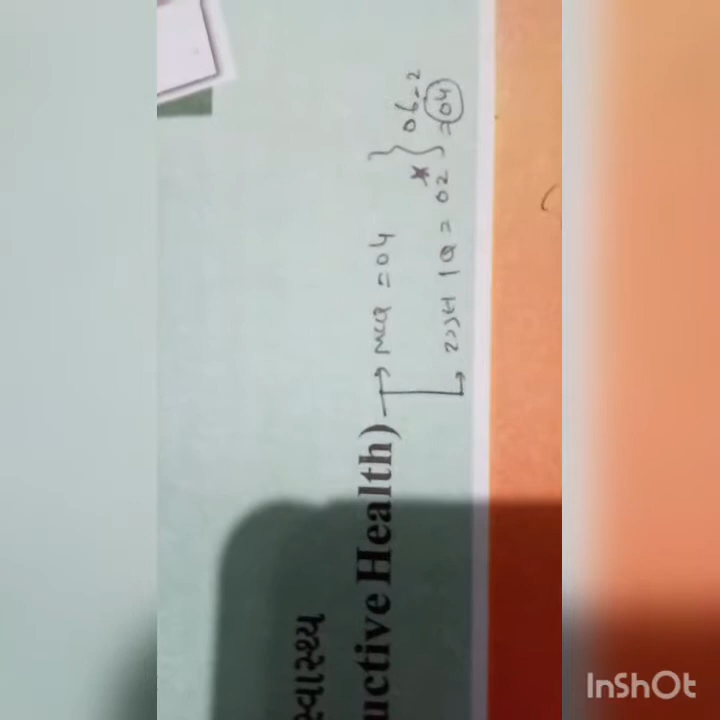 સ્વાસ્થ્ય
uctive Health) → MCQ = 04 } 06 - 2
1Q = 02 } = 04
InShOt